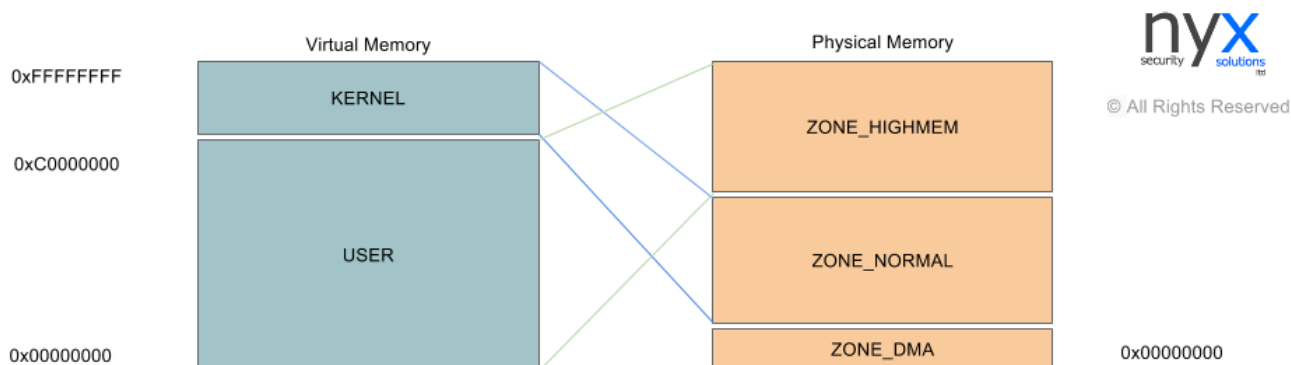 Virtual Memory
Physical Memory
nyx
security solutions
ltd
© All Rights Reserved
0xFFFFFFFF
KERNEL
ZONE_HIGHMEM
0xC0000000
USER
ZONE_NORMAL
0x00000000
ZONE_DMA
0x00000000